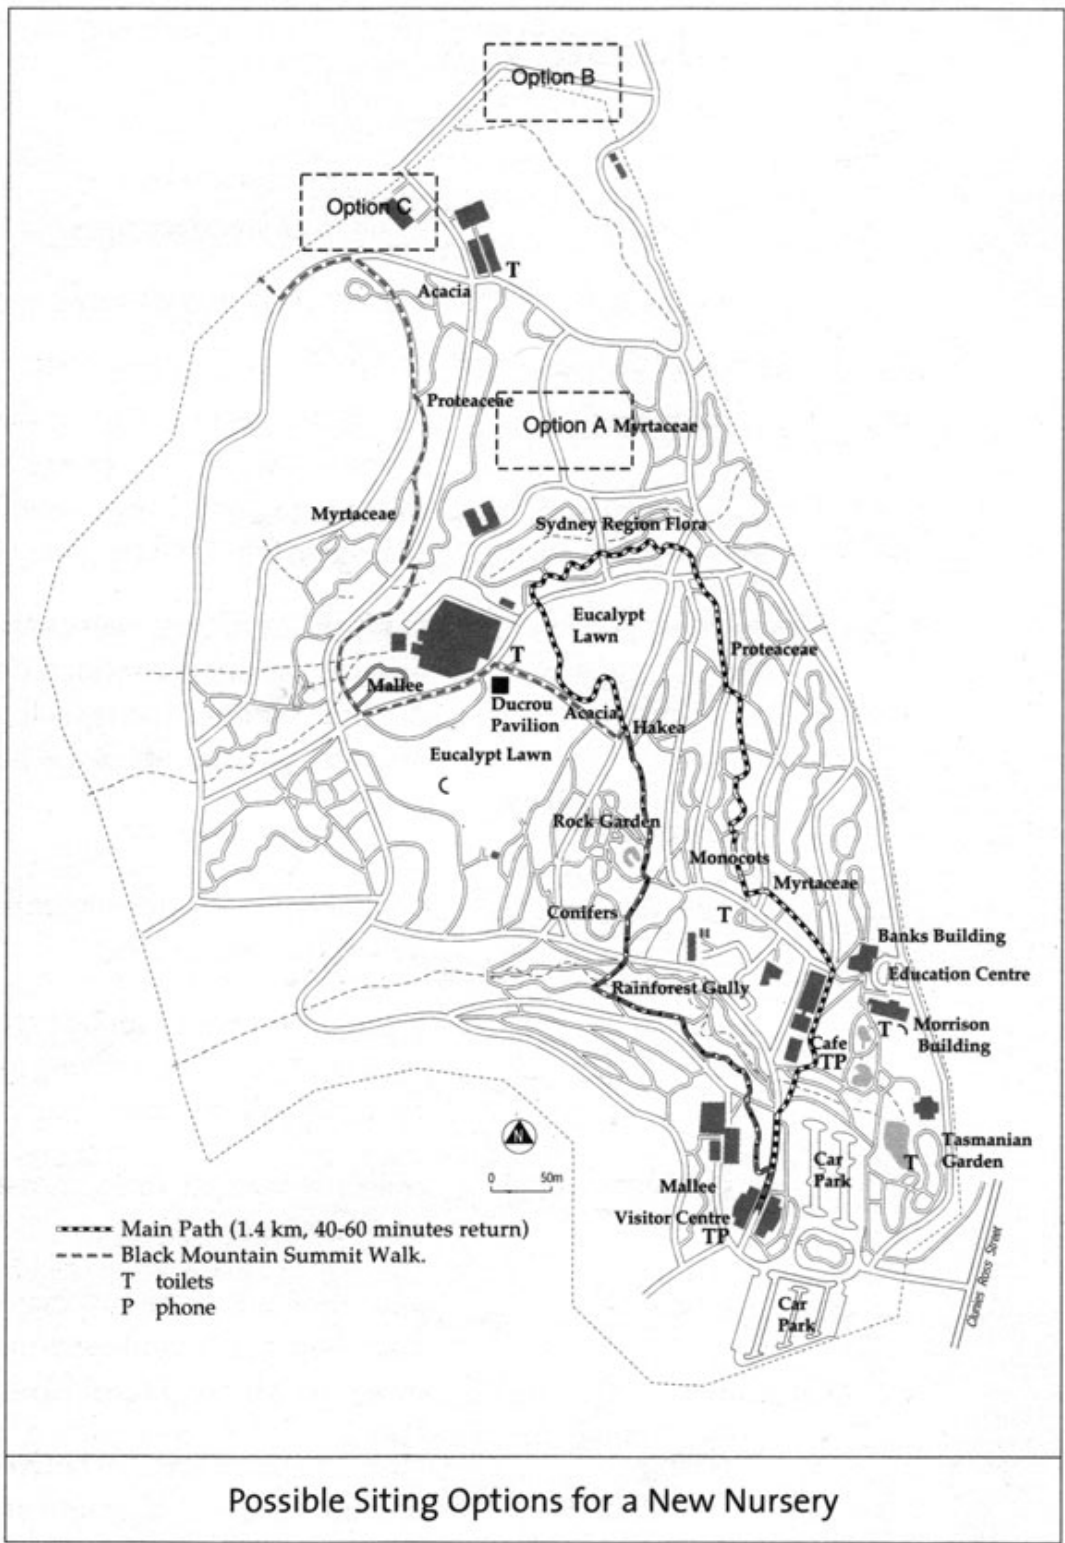 Option B
Option C
T
Acacia
Proteaceae
Option A
Myrtaceae
Myrtaceae
Sydney Region Flora
Eucalypt
Lawn
Proteaceae
T
Mallee
Ducrou
Pavilion
Acacia
Hakea
Eucalypt Lawn
Rock Garden
Monocots
Myrtaceae
Conifers
T
Banks Building
Education Centre
Rainforest Gully
T
Morrison
Building
Cafe
TP
N
0 50m
Car
Park
Tasmanian
Garden
T
Mallee
Visitor Centre
TP
Main Path (1.4 km, 40-60 minutes return)
Black Mountain Summit Walk.
T toilets
P phone
Car
Park
Clunies Ross Street
Possible Siting Options for a New Nursery